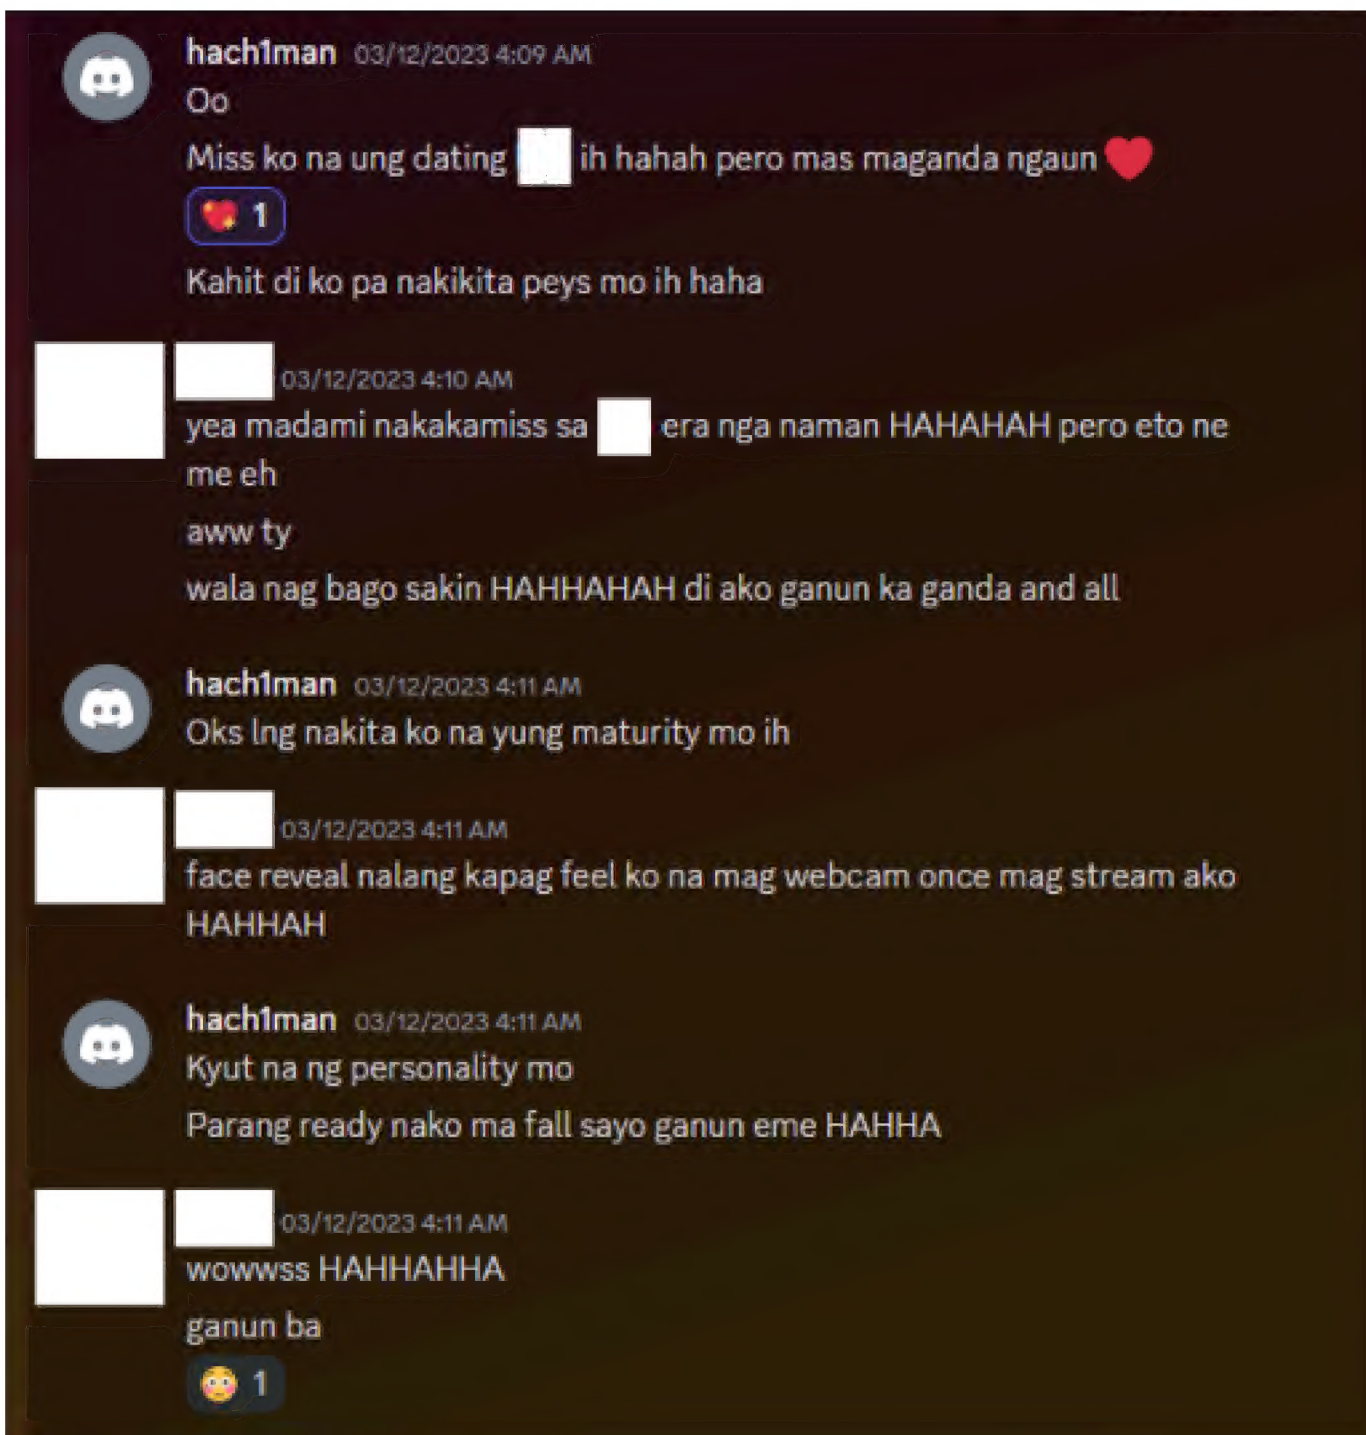 hach1man 03/12/2023 4:09 AM
Oo
Miss ko na ung dating ih hahah pero mas maganda ngaun ❤️
💖 1
Kahit di ko pa nakikita peys mo ih haha
03/12/2023 4:10 AM
yea madami nakakamiss sa era nga naman HAHAHAH pero eto ne
me eh
aww ty
wala nag bago sakin HAHHAHAH di ako ganun ka ganda and all
hach1man 03/12/2023 4:11 AM
Oks lng nakita ko na yung maturity mo ih
03/12/2023 4:11 AM
face reveal nalang kapag feel ko na mag webcam once mag stream ako
HAHHAH
hach1man 03/12/2023 4:11 AM
Kyut na ng personality mo
Parang ready nako ma fall sayo ganun eme HAHHA
03/12/2023 4:11 AM
wowwss HAHHAHHA
ganun ba
😳 1